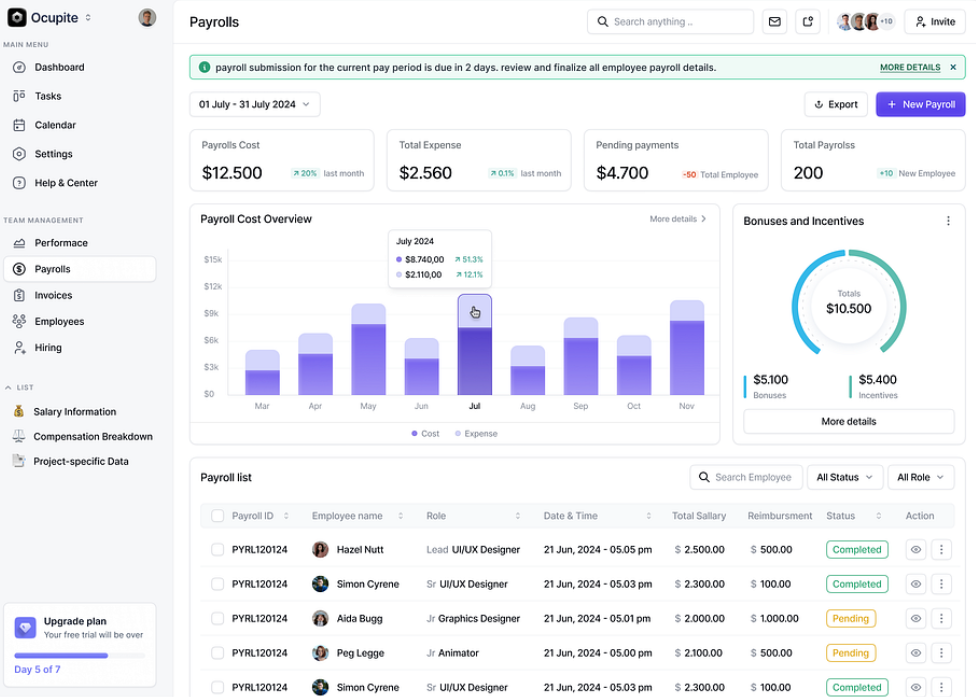 Ocupite
MAIN MENU
Dashboard
Tasks
Calendar
Settings
Help & Center
TEAM MANAGEMENT
Performace
Payrolls
Invoices
Employees
Hiring
LIST
Salary Information
Compensation Breakdown
Project-specific Data
Upgrade plan
Your free trial will be over
Day 5 of 7
Payrolls
Search anything ..
+10
Invite
payroll submission for the current pay period is due in 2 days. review and finalize all employee payroll details.
MORE DETAILS
01 July - 31 July 2024
Export
+ New Payroll
Payrolls Cost
$12.500
20% last month
Total Expense
$2.560
0.1% last month
Pending payments
$4.700
-50 Total Employee
Total Payrolss
200
+10 New Employee
Payroll Cost Overview
More details
July 2024
$8.740,00 51.3%
$2.110,00 12.1%
$15k
$12k
$9k
$6k
$3k
$0
Mar Apr May Jun Jul Aug Sep Oct Nov
Cost Expense
Bonuses and Incentives
Totals
$10.500
$5.100
Bonuses
$5.400
Incentives
More details
Payroll list
Search Employee
All Status
All Role
Payroll ID Employee name Role Date & Time Total Sallary Reimbursment Status Action
PYRL120124 Hazel Nutt Lead UI/UX Designer 21 Jun, 2024 - 05.05 pm $ 2.500.00 $ 500.00 Completed
PYRL120124 Simon Cyrene Sr UI/UX Designer 21 Jun, 2024 - 05.03 pm $ 2.300.00 $ 100.00 Completed
PYRL120124 Aida Bugg Jr Graphics Designer 21 Jun, 2024 - 05.01 pm $ 2.000.00 $ 1.000.00 Pending
PYRL120124 Peg Legge Jr Animator 21 Jun, 2024 - 05.00 pm $ 2.100.00 $ 500.00 Pending
PYRL120124 Simon Cyrene Sr UI/UX Designer 21 Jun, 2024 - 05.03 pm $ 2.300.00 $ 100.00 Completed